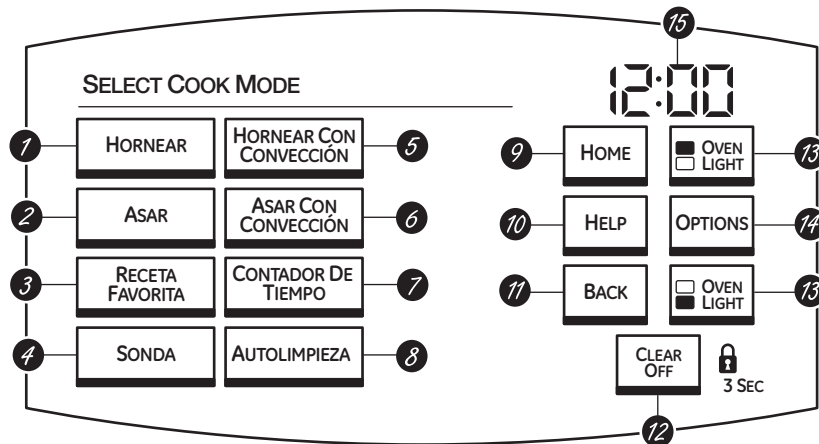 15
SELECT COOK MODE
12:00
1
HORNEAR
HORNEAR CON
CONVECCIÓN
5
2
ASAR
ASAR CON
CONVECCIÓN
6
3
RECETA
FAVORITA
CONTADOR DE
TIEMPO
7
4
SONDA
AUTOLIMPIEZA
8
9
HOME
OVEN
LIGHT
13
10
HELP
OPTIONS
14
11
BACK
OVEN
LIGHT
13
CLEAR
OFF
3 SEC
12